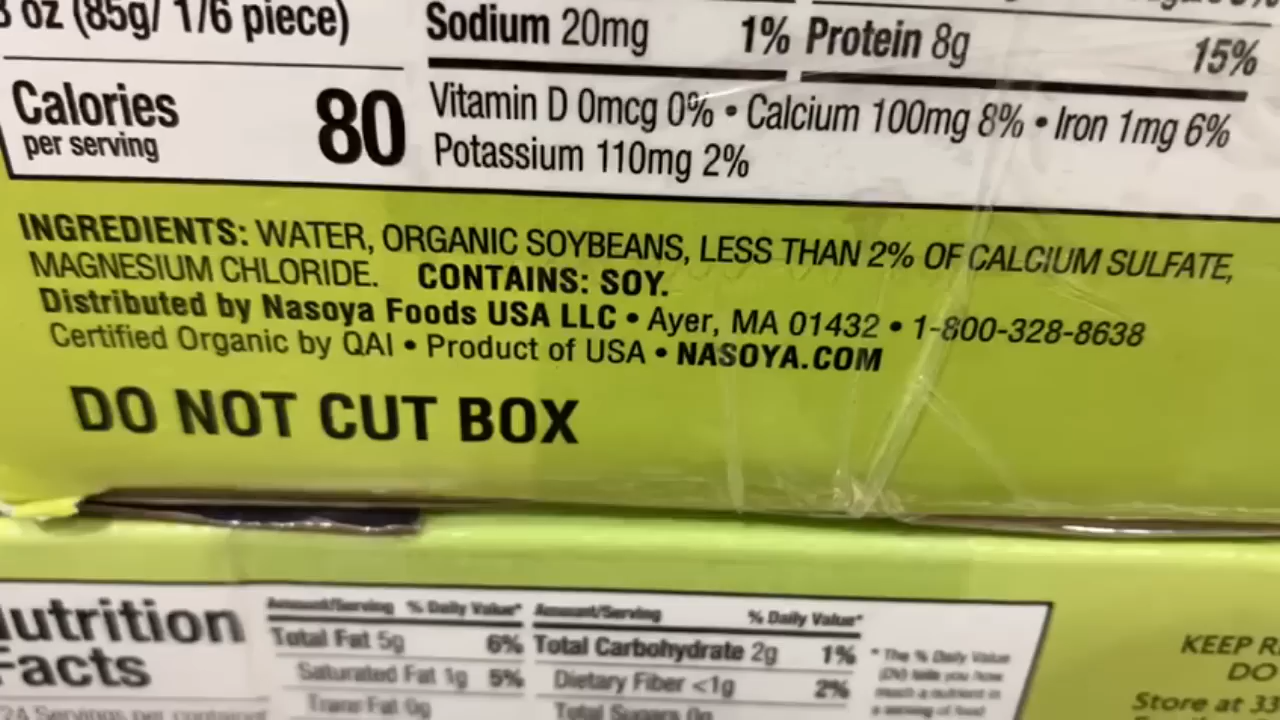 oz (85g/ 1/6 piece)
Sodium 20mg 1%
Protein 8g 15%
Calories 80
per serving
Vitamin D 0mcg 0% • Calcium 100mg 8% • Iron 1mg 6%
Potassium 110mg 2%
INGREDIENTS: WATER, ORGANIC SOYBEANS, LESS THAN 2% OF CALCIUM SULFATE,
MAGNESIUM CHLORIDE. CONTAINS: SOY.
Distributed by Nasoya Foods USA LLC • Ayer, MA 01432 • 1-800-328-8638
Certified Organic by QAI • Product of USA • NASOYA.COM
DO NOT CUT BOX
utrition
Facts
24 Servings per container
Amount/Serving % Daily Value*
Total Fat 5g 6%
Saturated Fat 1g 5%
Trans Fat 0g
Amount/Serving % Daily Value*
Total Carbohydrate 2g 1%
Dietary Fiber <1g 2%
Total Sugars 0g
* The % Daily Value
(DV) tells you how
much a nutrient in
a serving of food
KEEP R
DO
Store at 33